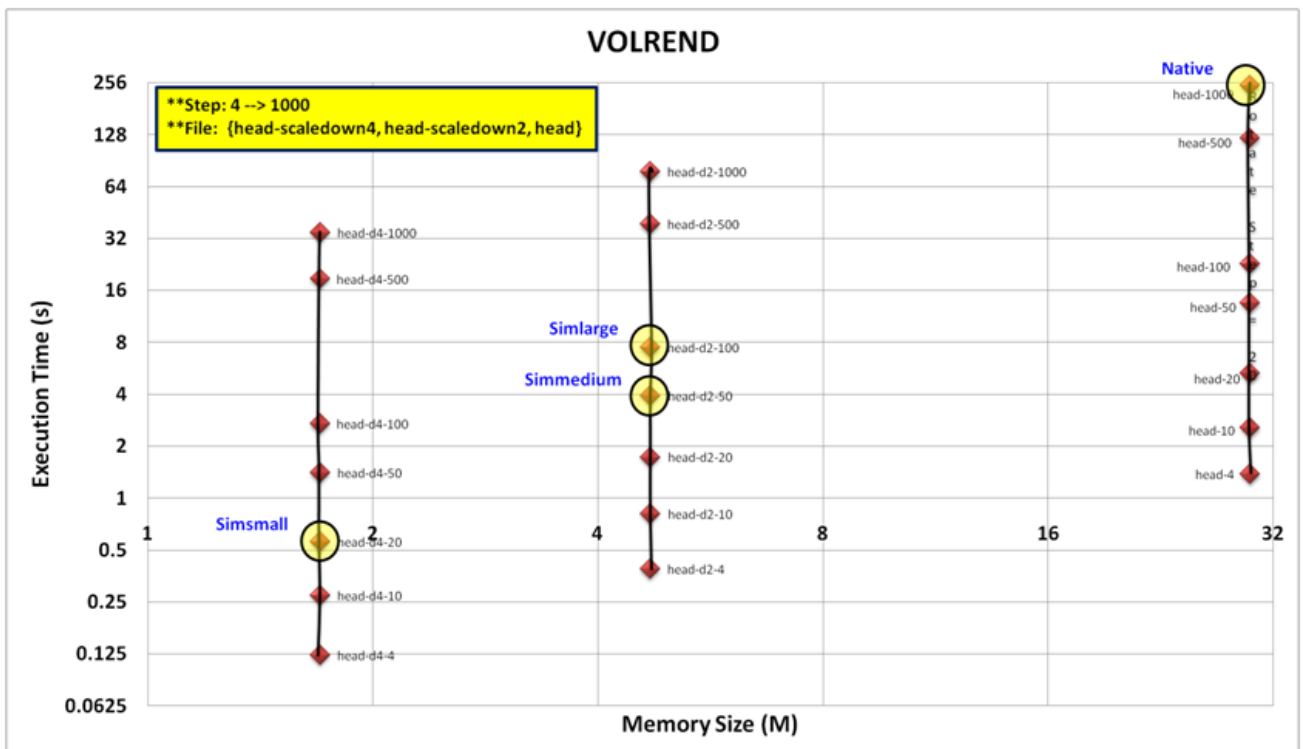 VOLREND
**Step: 4 --> 1000
**File: {head-scaledown4, head-scaledown2, head}
Execution Time (s)
256
128
64
32
16
8
4
2
1
0.5
0.25
0.125
0.0625
1
2
4
8
16
32
Memory Size (M)
head-d4-1000
head-d4-500
head-d4-100
head-d4-50
Simsmall
head-d4-20
head-d4-10
head-d4-4
head-d2-1000
head-d2-500
Simlarge
head-d2-100
Simmedium
head-d2-50
head-d2-20
head-d2-10
head-d2-4
Native
head-1000
head-500
head-100
head-50
head-20
head-10
head-4